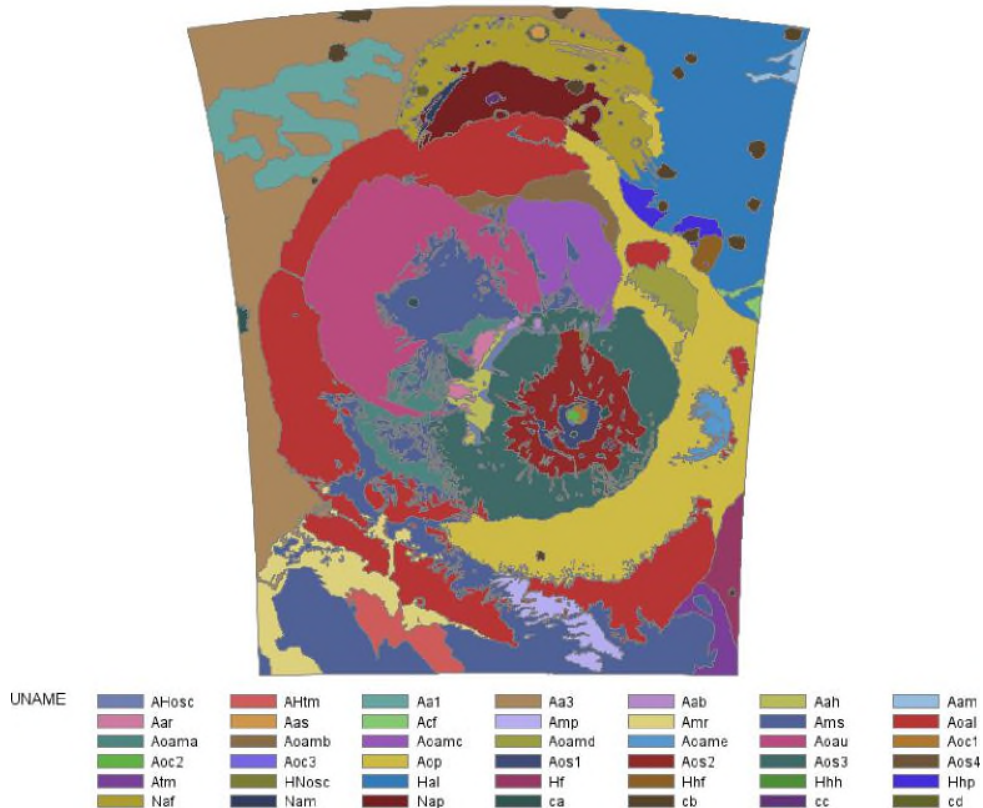 UNAME AHosc AHtm Aa1 Aa3 Aab Aah Aam
Aar Aas Acf Amp Amr Ams Aoal
Aoama Aoamb Aoamc Aoamd Aoame Aoau Aoc1
Aoc2 Aoc3 Aop Aos1 Aos2 Aos3 Aos4
Atm HNosc Hal Hf Hhf Hhh Hhp
Naf Nam Nap ca cb cc cd